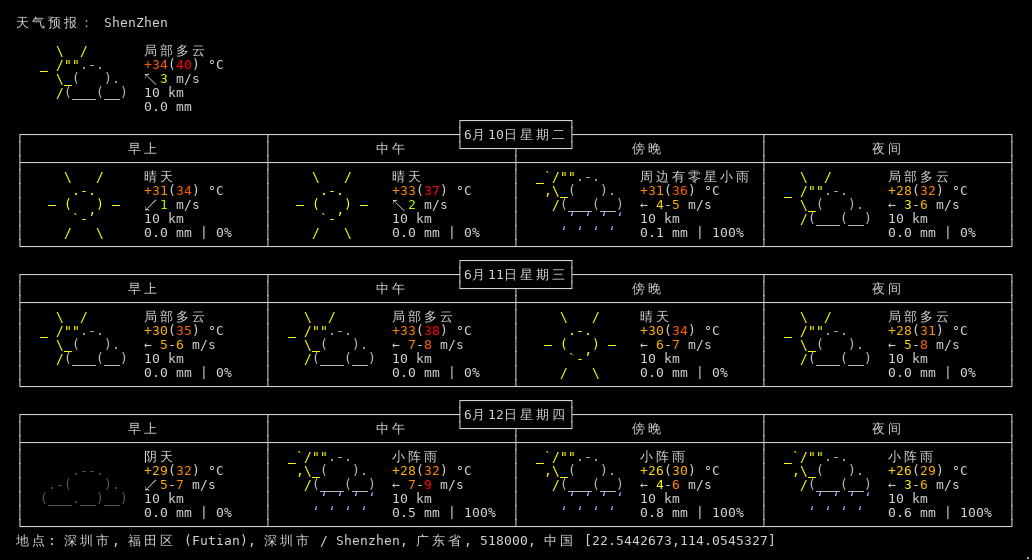 天气预报： ShenZhen
局部多云
+34(40) °C
↖3 m/s
10 km
0.0 mm
6月10日星期二
早上 中午 傍晚 夜间
晴天 晴天 周边有零星小雨 局部多云
+31(34) °C +33(37) °C +31(36) °C +28(32) °C
↙1 m/s ↖2 m/s ← 4-5 m/s ← 3-6 m/s
10 km 10 km 10 km 10 km
0.0 mm | 0% 0.0 mm | 0% 0.1 mm | 100% 0.0 mm | 0%
6月11日星期三
早上 中午 傍晚 夜间
局部多云 局部多云 晴天 局部多云
+30(35) °C +33(38) °C +30(34) °C +28(31) °C
← 5-6 m/s ← 7-8 m/s ← 6-7 m/s ← 5-8 m/s
10 km 10 km 10 km 10 km
0.0 mm | 0% 0.0 mm | 0% 0.0 mm | 0% 0.0 mm | 0%
6月12日星期四
早上 中午 傍晚 夜间
阴天 小阵雨 小阵雨 小阵雨
+29(32) °C +28(32) °C +26(30) °C +26(29) °C
↙5-7 m/s ← 7-9 m/s ← 4-6 m/s ← 3-6 m/s
10 km 10 km 10 km 10 km
0.0 mm | 0% 0.5 mm | 100% 0.8 mm | 100% 0.6 mm | 100%
地点: 深圳市, 福田区 (Futian), 深圳市 / Shenzhen, 广东省, 518000, 中国 [22.5442673,114.0545327]